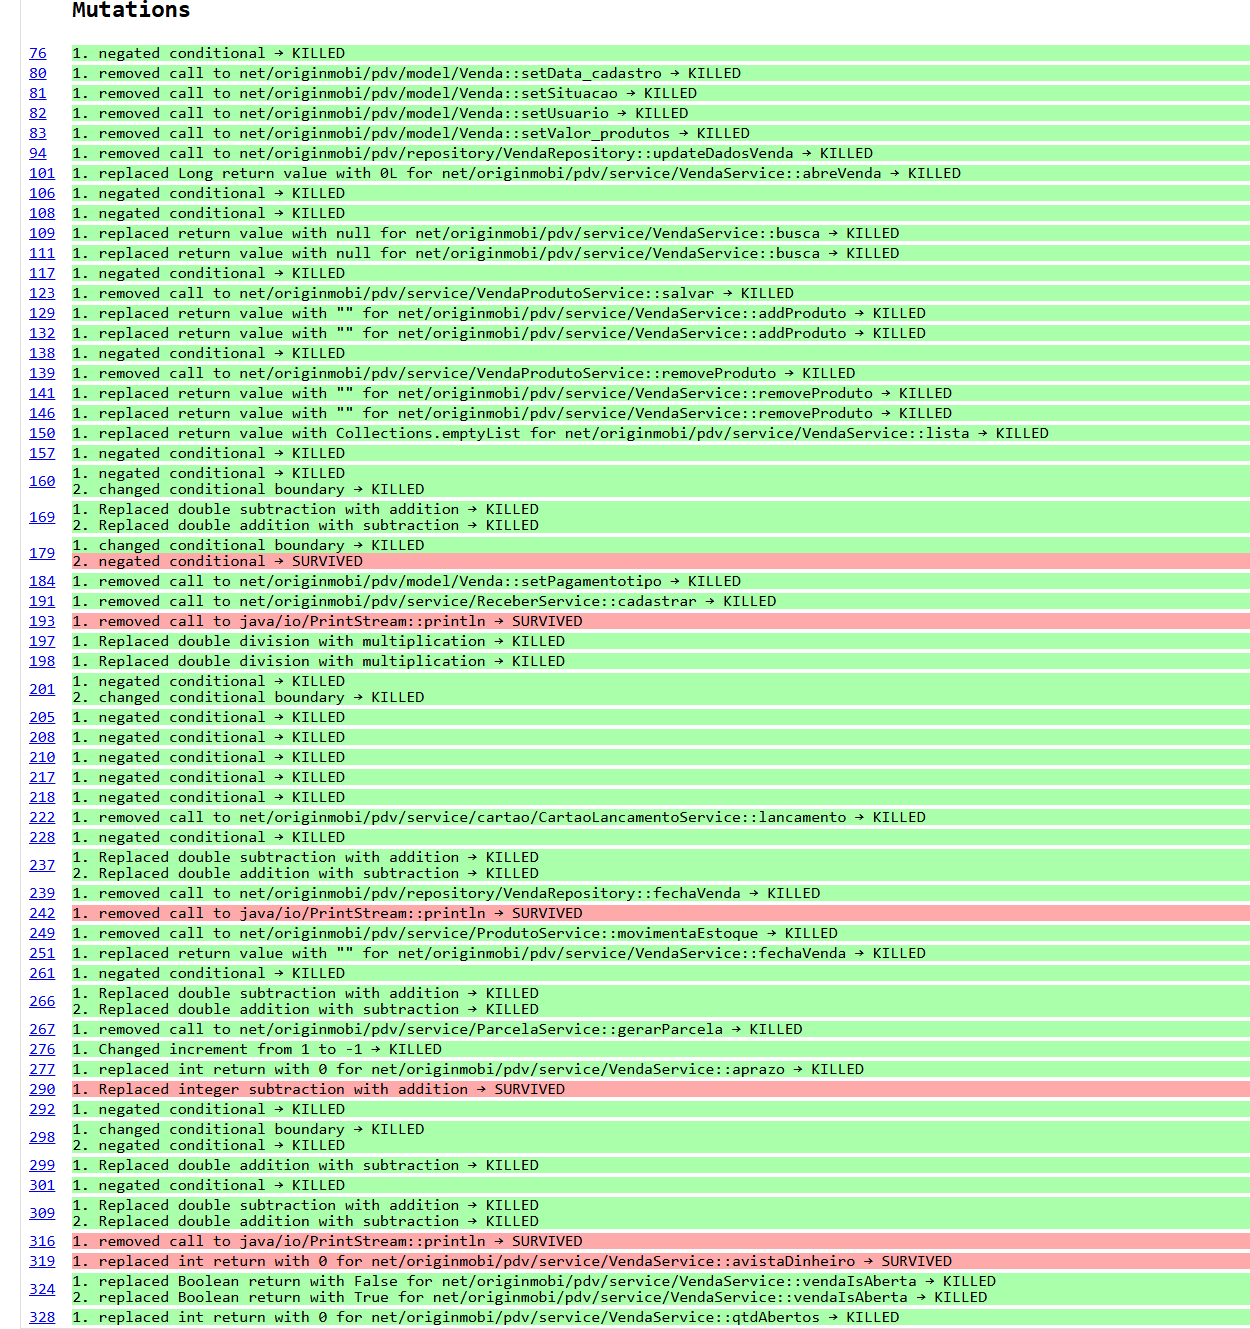 Mutations
76 1. negated conditional → KILLED
80 1. removed call to net/originmobi/pdv/model/Venda::setData_cadastro → KILLED
81 1. removed call to net/originmobi/pdv/model/Venda::setSituacao → KILLED
82 1. removed call to net/originmobi/pdv/model/Venda::setUsuario → KILLED
83 1. removed call to net/originmobi/pdv/model/Venda::setValor_produtos → KILLED
94 1. removed call to net/originmobi/pdv/repository/VendaRepository::updateDadosVenda → KILLED
101 1. replaced Long return value with 0L for net/originmobi/pdv/service/VendaService::abreVenda → KILLED
106 1. negated conditional → KILLED
108 1. negated conditional → KILLED
109 1. replaced return value with null for net/originmobi/pdv/service/VendaService::busca → KILLED
111 1. replaced return value with null for net/originmobi/pdv/service/VendaService::busca → KILLED
117 1. negated conditional → KILLED
123 1. removed call to net/originmobi/pdv/service/VendaProdutoService::salvar → KILLED
129 1. replaced return value with "" for net/originmobi/pdv/service/VendaService::addProduto → KILLED
132 1. replaced return value with "" for net/originmobi/pdv/service/VendaService::addProduto → KILLED
138 1. negated conditional → KILLED
139 1. removed call to net/originmobi/pdv/service/VendaProdutoService::removeProduto → KILLED
141 1. replaced return value with "" for net/originmobi/pdv/service/VendaService::removeProduto → KILLED
146 1. replaced return value with "" for net/originmobi/pdv/service/VendaService::removeProduto → KILLED
150 1. replaced return value with Collections.emptyList for net/originmobi/pdv/service/VendaService::lista → KILLED
157 1. negated conditional → KILLED
160 1. negated conditional → KILLED
2. changed conditional boundary → KILLED
169 1. Replaced double subtraction with addition → KILLED
2. Replaced double addition with subtraction → KILLED
179 1. changed conditional boundary → KILLED
2. negated conditional → SURVIVED
184 1. removed call to net/originmobi/pdv/model/Venda::setPagamentotipo → KILLED
191 1. removed call to net/originmobi/pdv/service/ReceberService::cadastrar → KILLED
193 1. removed call to java/io/PrintStream::println → SURVIVED
197 1. Replaced double division with multiplication → KILLED
198 1. Replaced double division with multiplication → KILLED
201 1. negated conditional → KILLED
2. changed conditional boundary → KILLED
205 1. negated conditional → KILLED
208 1. negated conditional → KILLED
210 1. negated conditional → KILLED
217 1. negated conditional → KILLED
218 1. negated conditional → KILLED
222 1. removed call to net/originmobi/pdv/service/cartao/CartaoLancamentoService::lancamento → KILLED
228 1. negated conditional → KILLED
237 1. Replaced double subtraction with addition → KILLED
2. Replaced double addition with subtraction → KILLED
239 1. removed call to net/originmobi/pdv/repository/VendaRepository::fechaVenda → KILLED
242 1. removed call to java/io/PrintStream::println → SURVIVED
249 1. removed call to net/originmobi/pdv/service/ProdutoService::movimentaEstoque → KILLED
251 1. replaced return value with "" for net/originmobi/pdv/service/VendaService::fechaVenda → KILLED
261 1. negated conditional → KILLED
266 1. Replaced double subtraction with addition → KILLED
2. Replaced double addition with subtraction → KILLED
267 1. removed call to net/originmobi/pdv/service/ParcelaService::gerarParcela → KILLED
276 1. Changed increment from 1 to -1 → KILLED
277 1. replaced int return with 0 for net/originmobi/pdv/service/VendaService::aprazo → KILLED
290 1. Replaced integer subtraction with addition → SURVIVED
292 1. negated conditional → KILLED
298 1. changed conditional boundary → KILLED
2. negated conditional → KILLED
299 1. Replaced double addition with subtraction → KILLED
301 1. negated conditional → KILLED
309 1. Replaced double subtraction with addition → KILLED
2. Replaced double addition with subtraction → KILLED
316 1. removed call to java/io/PrintStream::println → SURVIVED
319 1. replaced int return with 0 for net/originmobi/pdv/service/VendaService::avistaDinheiro → SURVIVED
324 1. replaced Boolean return with False for net/originmobi/pdv/service/VendaService::vendaIsAberta → KILLED
2. replaced Boolean return with True for net/originmobi/pdv/service/VendaService::vendaIsAberta → KILLED
328 1. replaced int return with 0 for net/originmobi/pdv/service/VendaService::qtdAbertos → KILLED